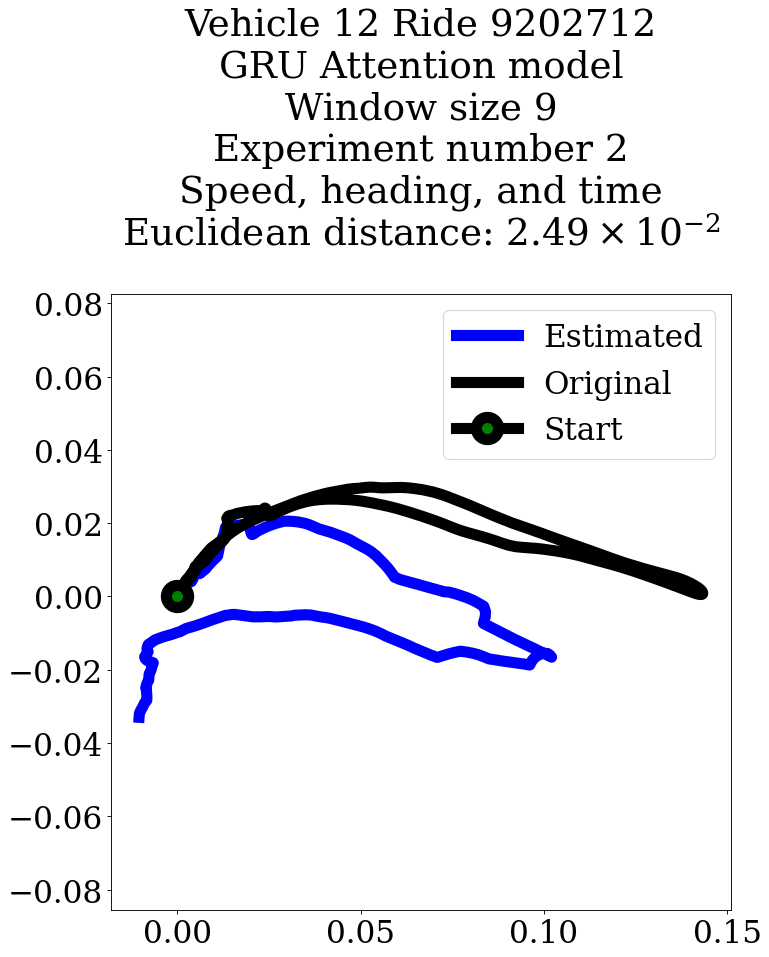 Vehicle 12 Ride 9202712
GRU Attention model
Window size 9
Experiment number 2
Speed, heading, and time
Euclidean distance: 2.49 × 10⁻²
Estimated
Original
Start
0.08
0.06
0.04
0.02
0.00
−0.02
−0.04
−0.06
−0.08
0.00 0.05 0.10 0.15